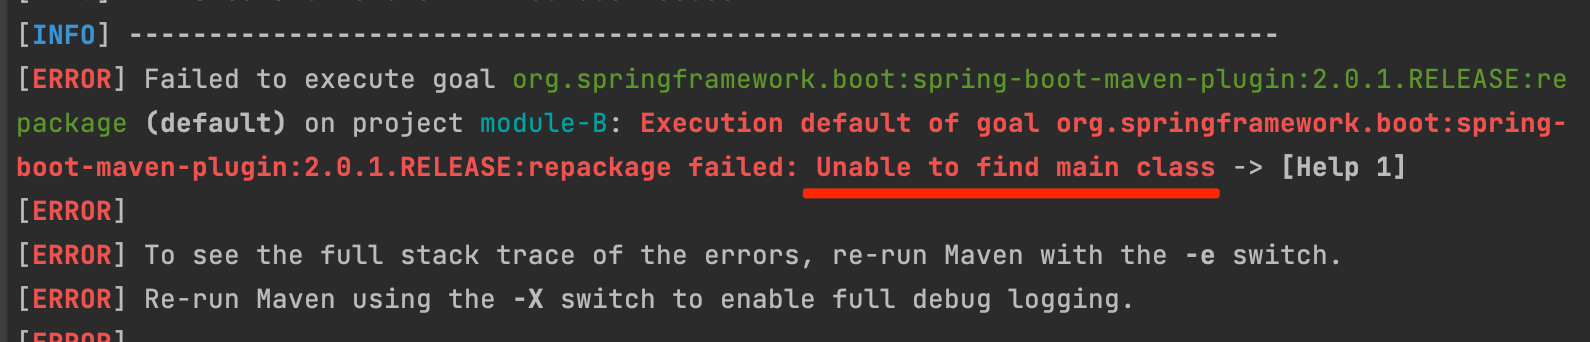 [INFO] ------------------------------------------------------------------------
[ERROR] Failed to execute goal org.springframework.boot:spring-boot-maven-plugin:2.0.1.RELEASE:re
package (default) on project module-B: Execution default of goal org.springframework.boot:spring-
boot-maven-plugin:2.0.1.RELEASE:repackage failed: Unable to find main class -> [Help 1]
[ERROR]
[ERROR] To see the full stack trace of the errors, re-run Maven with the -e switch.
[ERROR] Re-run Maven using the -X switch to enable full debug logging.
[ERROR]